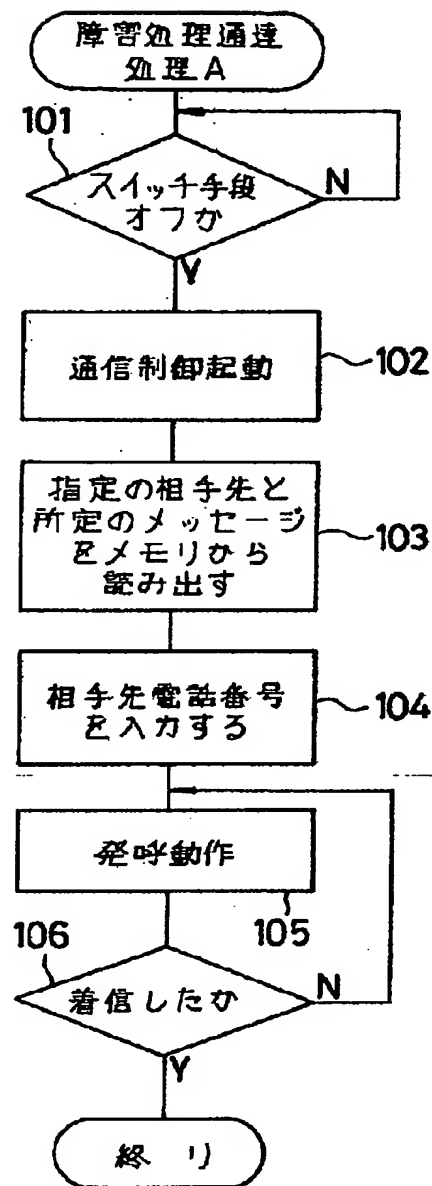 障害処理通達
処理A
101
スイッチ手段
オフか
N
Y
通信制御起動
102
指定の相手先と
所定のメッセージ
をメモリから
読み出す
103
相手先電話番号
を入力する
104
発呼動作
105
106
着信したか
N
Y
終り